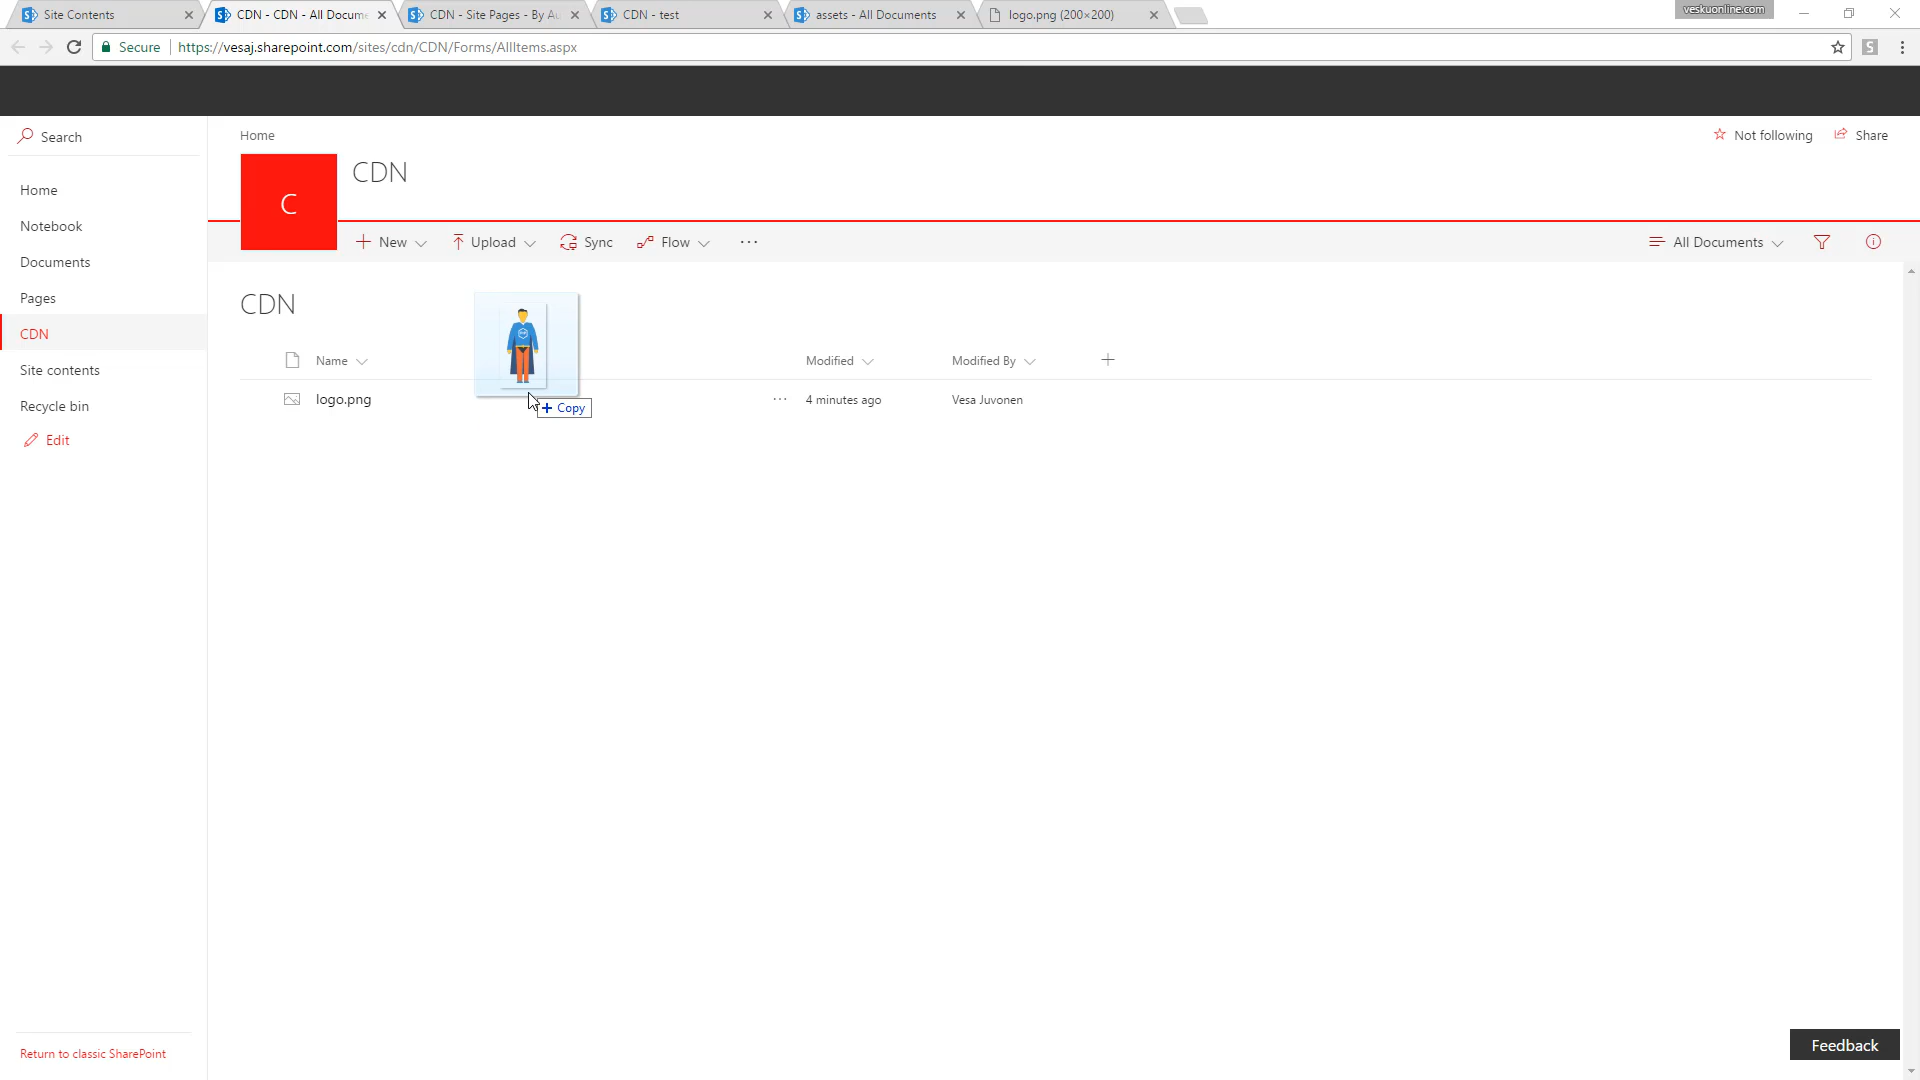 Site Contents
CDN - CDN - All Docume
CDN - Site Pages - By Au
CDN - test
assets - All Documents
logo.png (200×200)
veskuonline.com
Secure
https://vesaj.sharepoint.com/sites/cdn/CDN/Forms/AllItems.aspx
Search
Home
Not following
Share
C
CDN
Home
Notebook
Documents
Pages
CDN
Site contents
Recycle bin
Edit
New
Upload
Sync
Flow
All Documents
CDN
Name
Modified
Modified By
logo.png
4 minutes ago
Vesa Juvonen
+ Copy
Return to classic SharePoint
Feedback